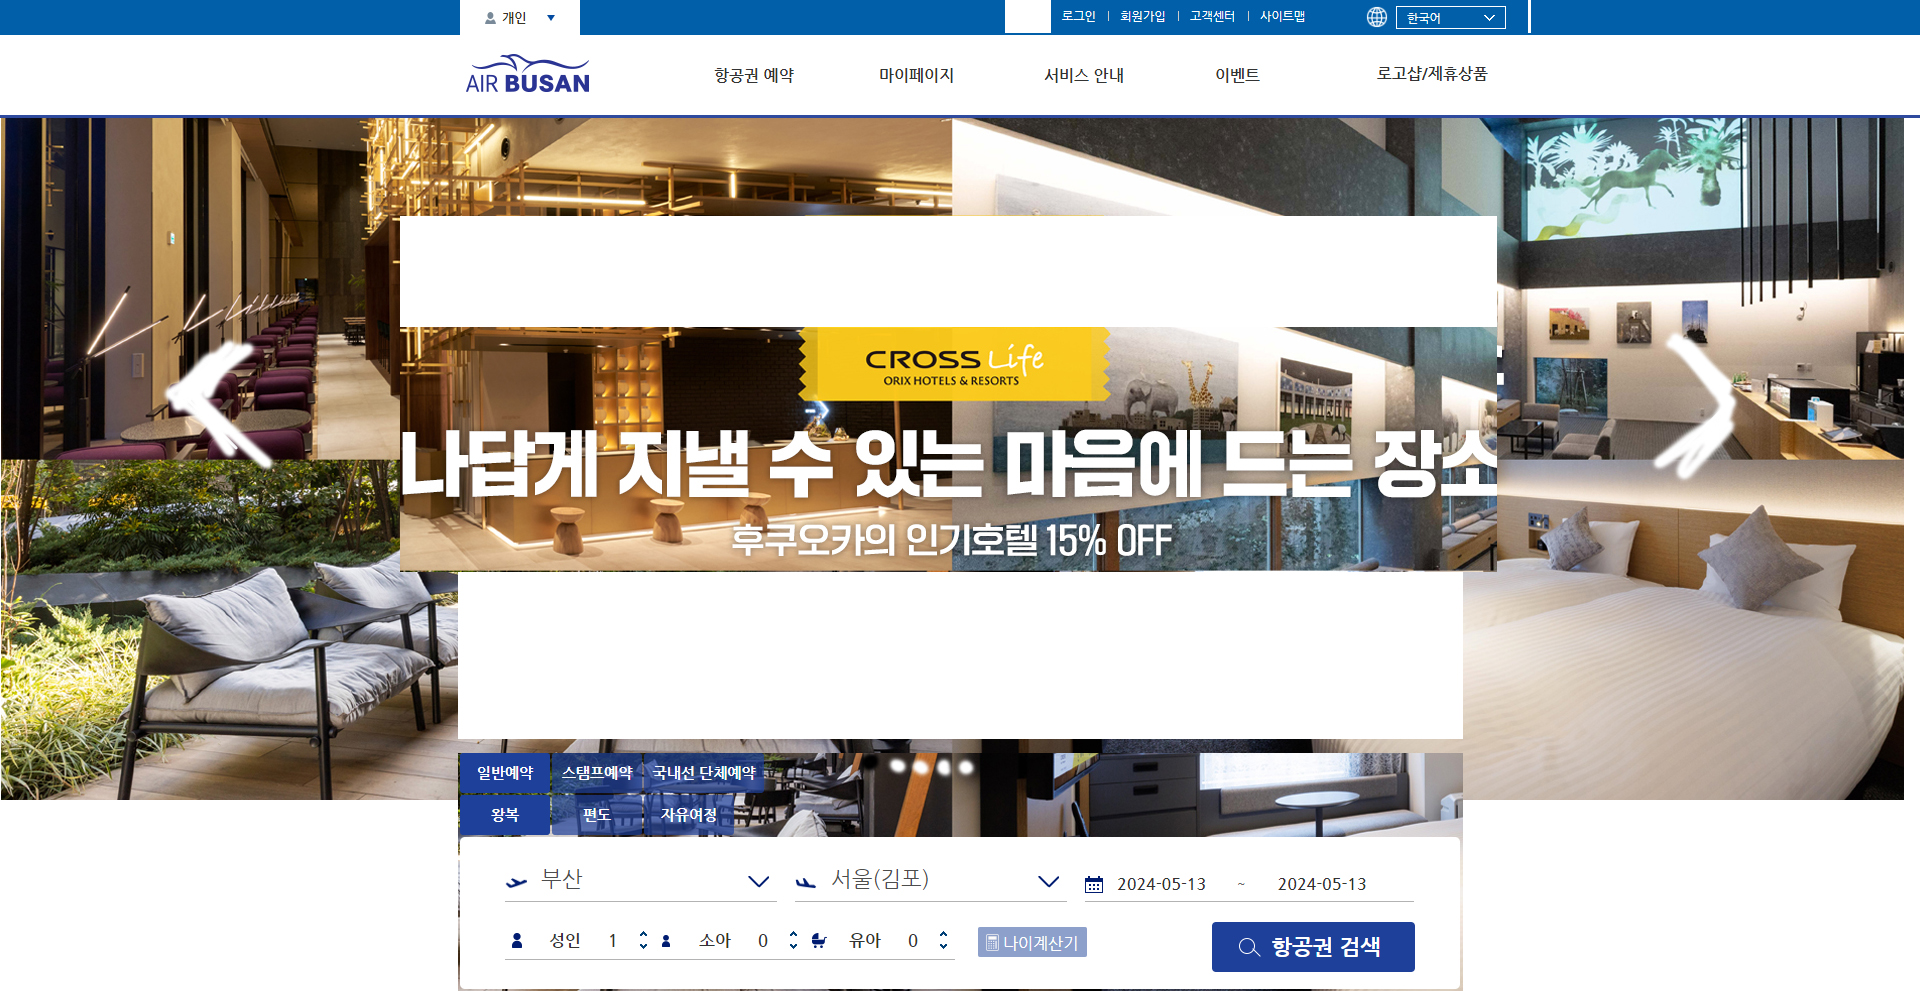 개인
로그인 | 회원가입 | 고객센터 | 사이트맵
한국어
AIR BUSAN
항공권 예약
마이페이지
서비스 안내
이벤트
로고샵/제휴상품
CROSS Life
ORIX HOTELS & RESORTS
나답게 지낼 수 있는 마음에 드는 장소
후쿠오카의 인기호텔 15% OFF
일반예약
스탬프예약
국내선 단체예약
왕복
편도
자유여정
부산
서울(김포)
2024-05-13 ~ 2024-05-13
성인 1
소아 0
유아 0
나이계산기
항공권 검색